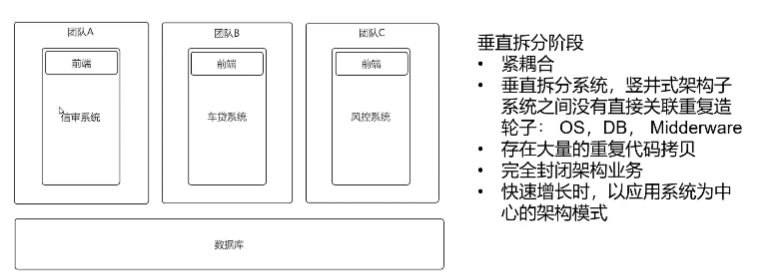 团队A
团队B
团队C
前端
前端
前端
信审系统
车贷系统
风控系统
数据库
垂直拆分阶段
• 紧耦合
• 垂直拆分系统，竖井式架构子
系统之间没有直接关联重复造
轮子： OS，DB， Midderware
• 存在大量的重复代码拷贝
• 完全封闭架构业务
• 快速增长时，以应用系统为中
心的架构模式